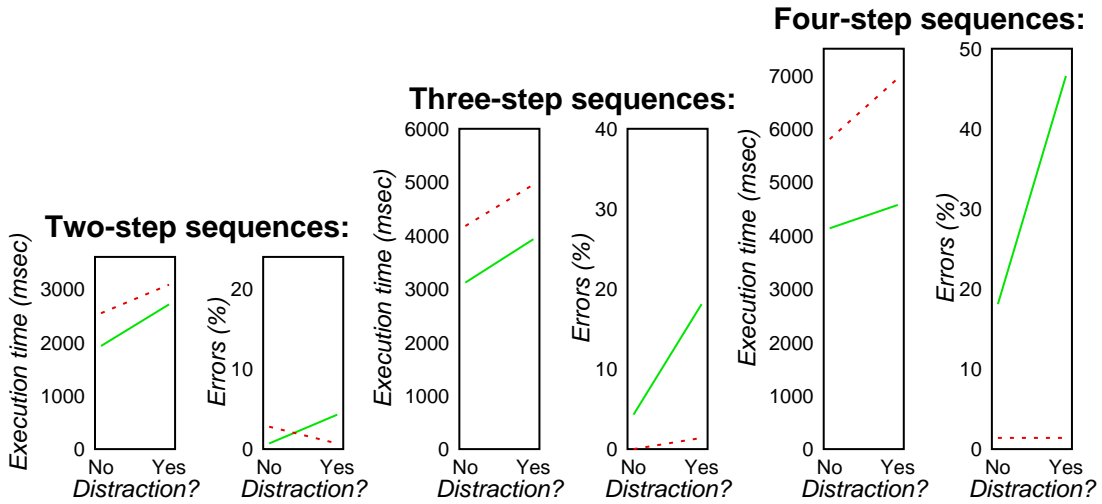 Two-step sequences:
Execution time (msec)
3000
2000
1000
0
No Yes
Distraction?
Errors (%)
20
10
0
No Yes
Distraction?
Three-step sequences:
Execution time (msec)
6000
5000
4000
3000
2000
1000
0
No Yes
Distraction?
Errors (%)
40
30
20
10
0
No Yes
Distraction?
Four-step sequences:
Execution time (msec)
7000
6000
5000
4000
3000
2000
1000
0
No Yes
Distraction?
Errors (%)
50
40
30
20
10
0
No Yes
Distraction?